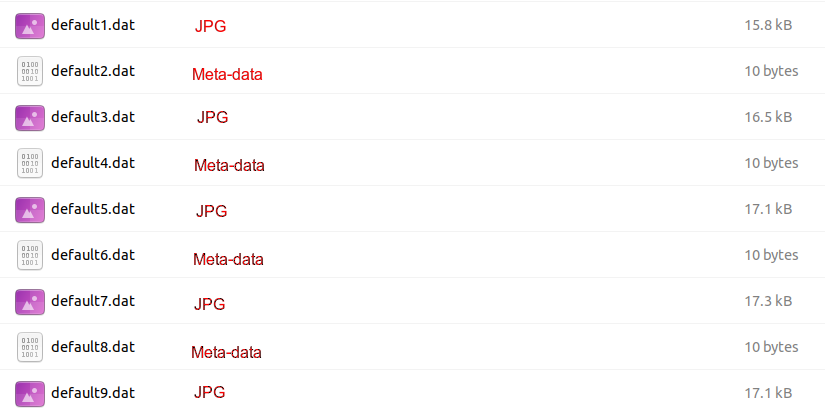 default1.dat JPG 15.8 kB
default2.dat Meta-data 10 bytes
default3.dat JPG 16.5 kB
default4.dat Meta-data 10 bytes
default5.dat JPG 17.1 kB
default6.dat Meta-data 10 bytes
default7.dat JPG 17.3 kB
default8.dat Meta-data 10 bytes
default9.dat JPG 17.1 kB